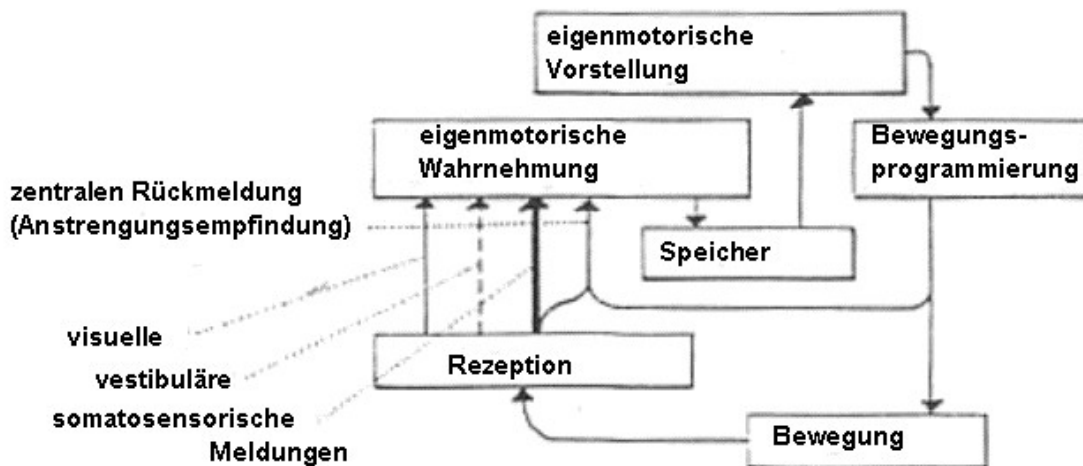 eigenmotorische
Vorstellung
eigenmotorische
Wahrnehmung
Bewegungs-
programmierung
zentralen Rückmeldung
(Anstrengungsempfindung)
Speicher
visuelle
vestibuläre
somatosensorische
Meldungen
Rezeption
Bewegung